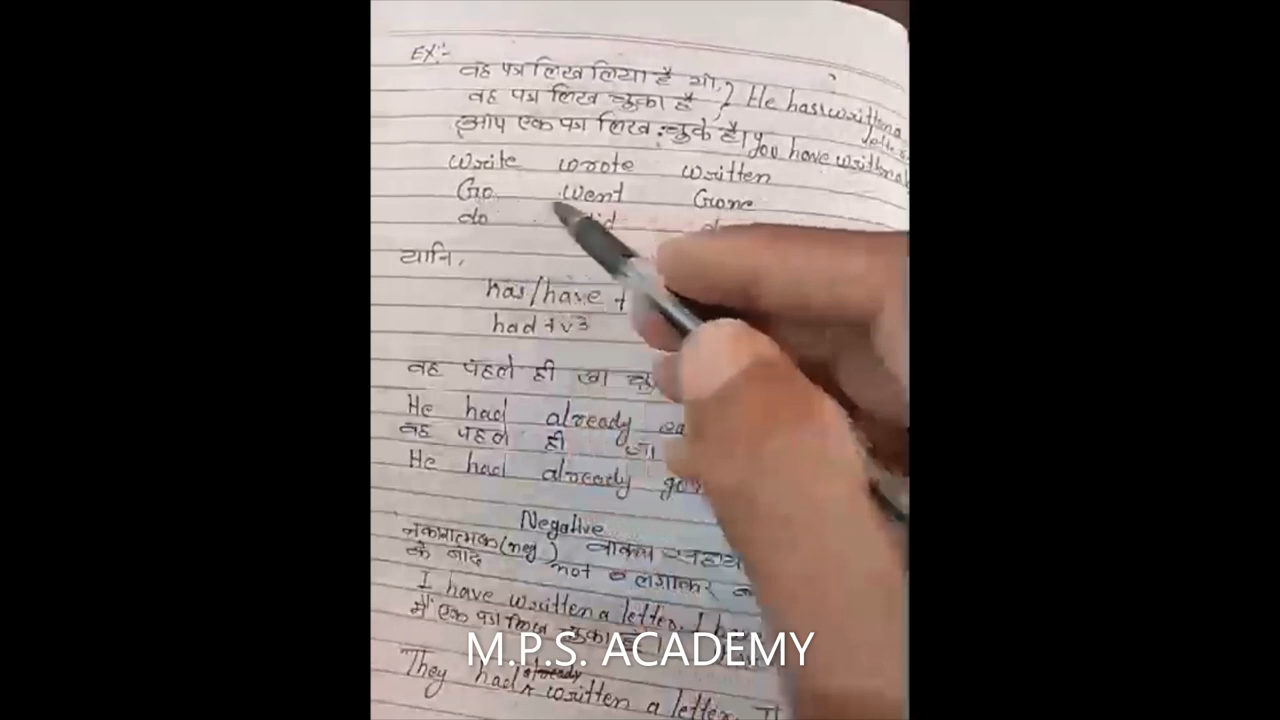 Ex:-
वह पत्र लिख लिया है या,
वह पत्र लिख चुका है } He has written a letter
(आप एक पत्र लिख चुके है। You have written a
write wrote written
Go went Gone
do did
यानि,
has/have +
had + v3
वह पहले ही खा
He had already
वह पहले ही जा
He had already
Negative
नकारात्मक (neg) वाक्य
के बाद not लगाकर
I have written a letter. I
मैं एक पत्र लिख चुका
They had already written a letter.
M.P.S. ACADEMY